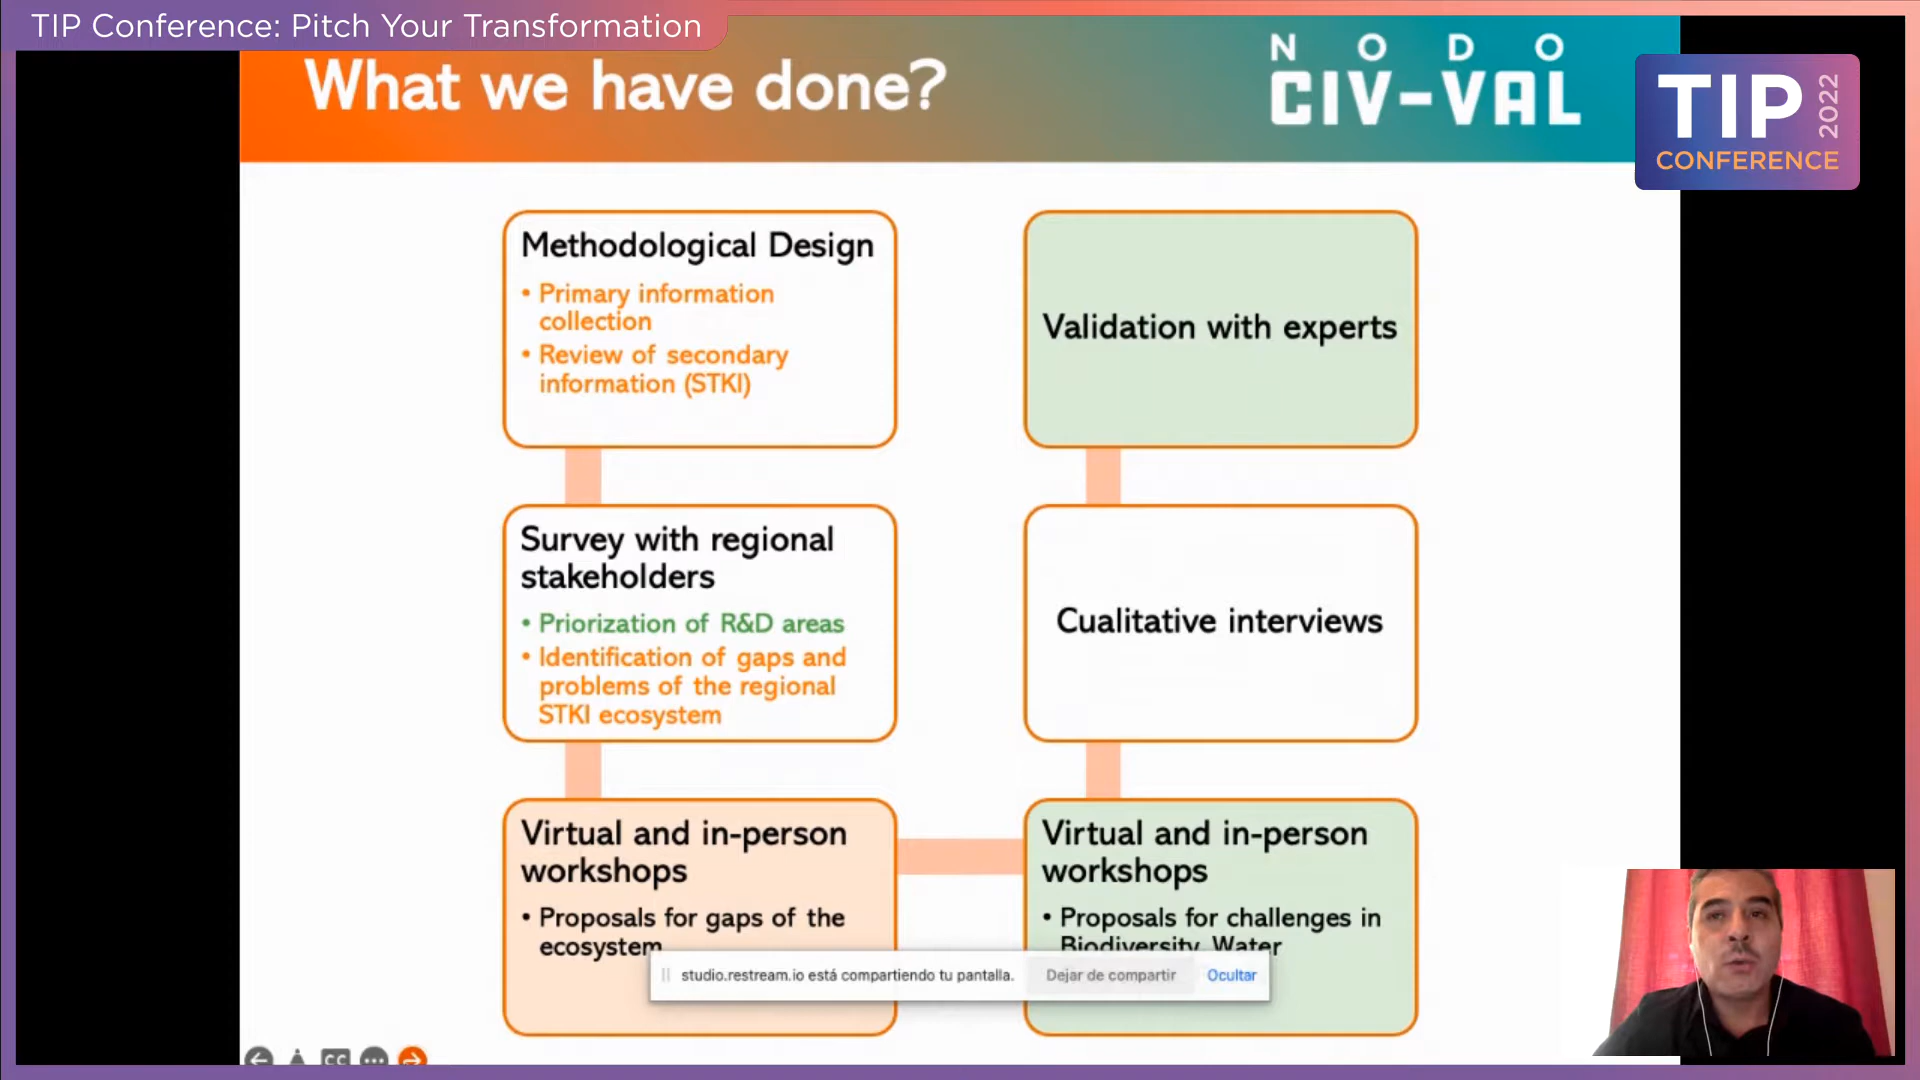 TIP Conference: Pitch Your Transformation
What we have done?
NODO
CIV-VAL
TIP 2022
CONFERENCE
Methodological Design
• Primary information
collection
• Review of secondary
information (STKI)
Survey with regional
stakeholders
• Priorization of R&D areas
• Identification of gaps and
problems of the regional
STKI ecosystem
Virtual and in-person
workshops
• Proposals for gaps of the
ecosystem
Virtual and in-person
workshops
• Proposals for challenges in
Biodiversity, Water
Cualitative interviews
Validation with experts
studio.restream.io está compartiendo tu pantalla.
Dejar de compartir
Ocultar
CC